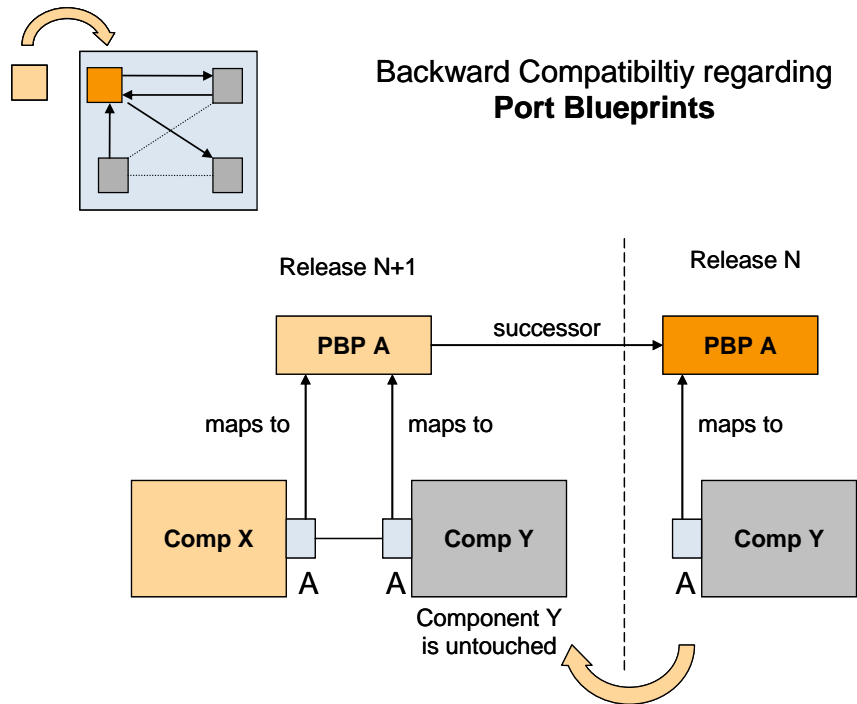 Backward Compatibiltiy regarding
Port Blueprints
Release N+1
Release N
PBP A
successor
PBP A
maps to
maps to
maps to
Comp X
Comp Y
Comp Y
A
A
A
Component Y
is untouched